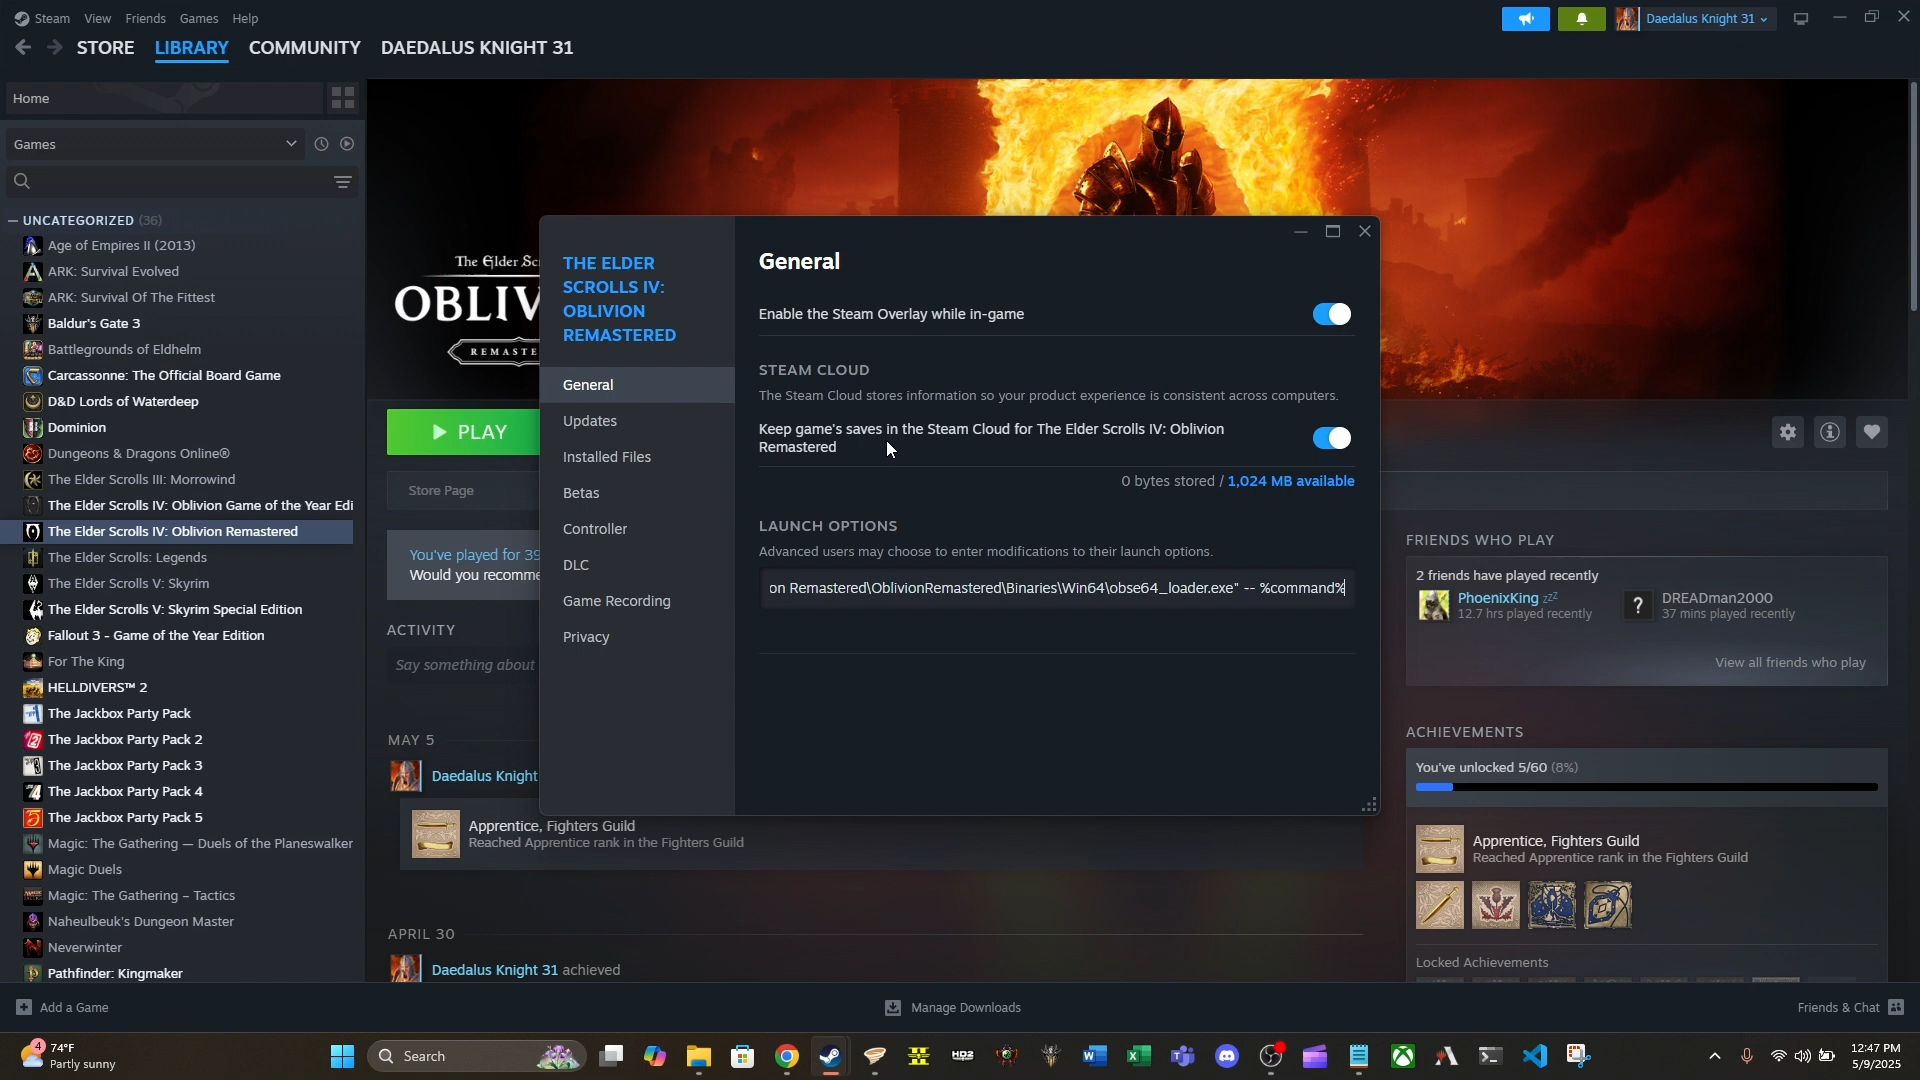 Steam View Friends Games Help
Daedalus Knight 31
STORE LIBRARY COMMUNITY DAEDALUS KNIGHT 31
Home
Games
UNCATEGORIZED (36)
Age of Empires II (2013)
ARK: Survival Evolved
ARK: Survival Of The Fittest
Baldur's Gate 3
Battlegrounds of Eldhelm
Carcassonne: The Official Board Game
D&D Lords of Waterdeep
Dominion
Dungeons & Dragons Online®
The Elder Scrolls III: Morrowind
The Elder Scrolls IV: Oblivion Game of the Year Edi
The Elder Scrolls IV: Oblivion Remastered
The Elder Scrolls: Legends
The Elder Scrolls V: Skyrim
The Elder Scrolls V: Skyrim Special Edition
Fallout 3 - Game of the Year Edition
For The King
HELLDIVERS™ 2
The Jackbox Party Pack
The Jackbox Party Pack 2
The Jackbox Party Pack 3
The Jackbox Party Pack 4
The Jackbox Party Pack 5
Magic: The Gathering — Duels of the Planeswalker
Magic Duels
Magic: The Gathering – Tactics
Naheulbeuk's Dungeon Master
Neverwinter
Pathfinder: Kingmaker
The Elder Scr
OBLIV
REMASTE
PLAY
Store Page
You've played for 39
Would you recomme
ACTIVITY
Say something about
MAY 5
Daedalus Knight
Apprentice, Fighters Guild
Reached Apprentice rank in the Fighters Guild
APRIL 30
Daedalus Knight 31 achieved
THE ELDER
SCROLLS IV:
OBLIVION
REMASTERED
General
Updates
Installed Files
Betas
Controller
DLC
Game Recording
Privacy
General
Enable the Steam Overlay while in-game
STEAM CLOUD
The Steam Cloud stores information so your product experience is consistent across computers.
Keep game's saves in the Steam Cloud for The Elder Scrolls IV: Oblivion
Remastered
0 bytes stored / 1,024 MB available
LAUNCH OPTIONS
Advanced users may choose to enter modifications to their launch options.
on Remastered\OblivionRemastered\Binaries\Win64\obse64_loader.exe" -- %command%
FRIENDS WHO PLAY
2 friends have played recently
PhoenixKing zzZ
12.7 hrs played recently
? DREADman2000
37 mins played recently
View all friends who play
ACHIEVEMENTS
You've unlocked 5/60 (8%)
Apprentice, Fighters Guild
Reached Apprentice rank in the Fighters Guild
Locked Achievements
Add a Game
Manage Downloads
Friends & Chat
4
74°F
Partly sunny
Search
HD2
12:47 PM
5/9/2025